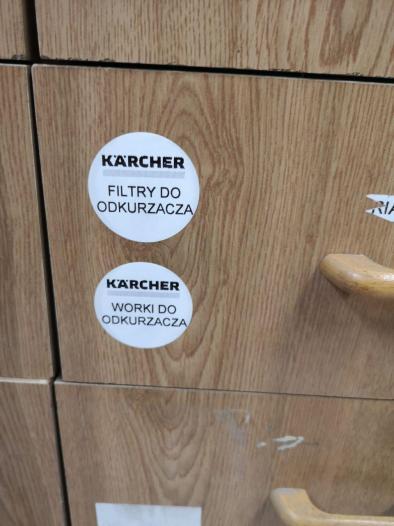 KÄRCHER
FILTRY DO
ODKURZACZA
KÄRCHER
WORKI DO
ODKURZACZA